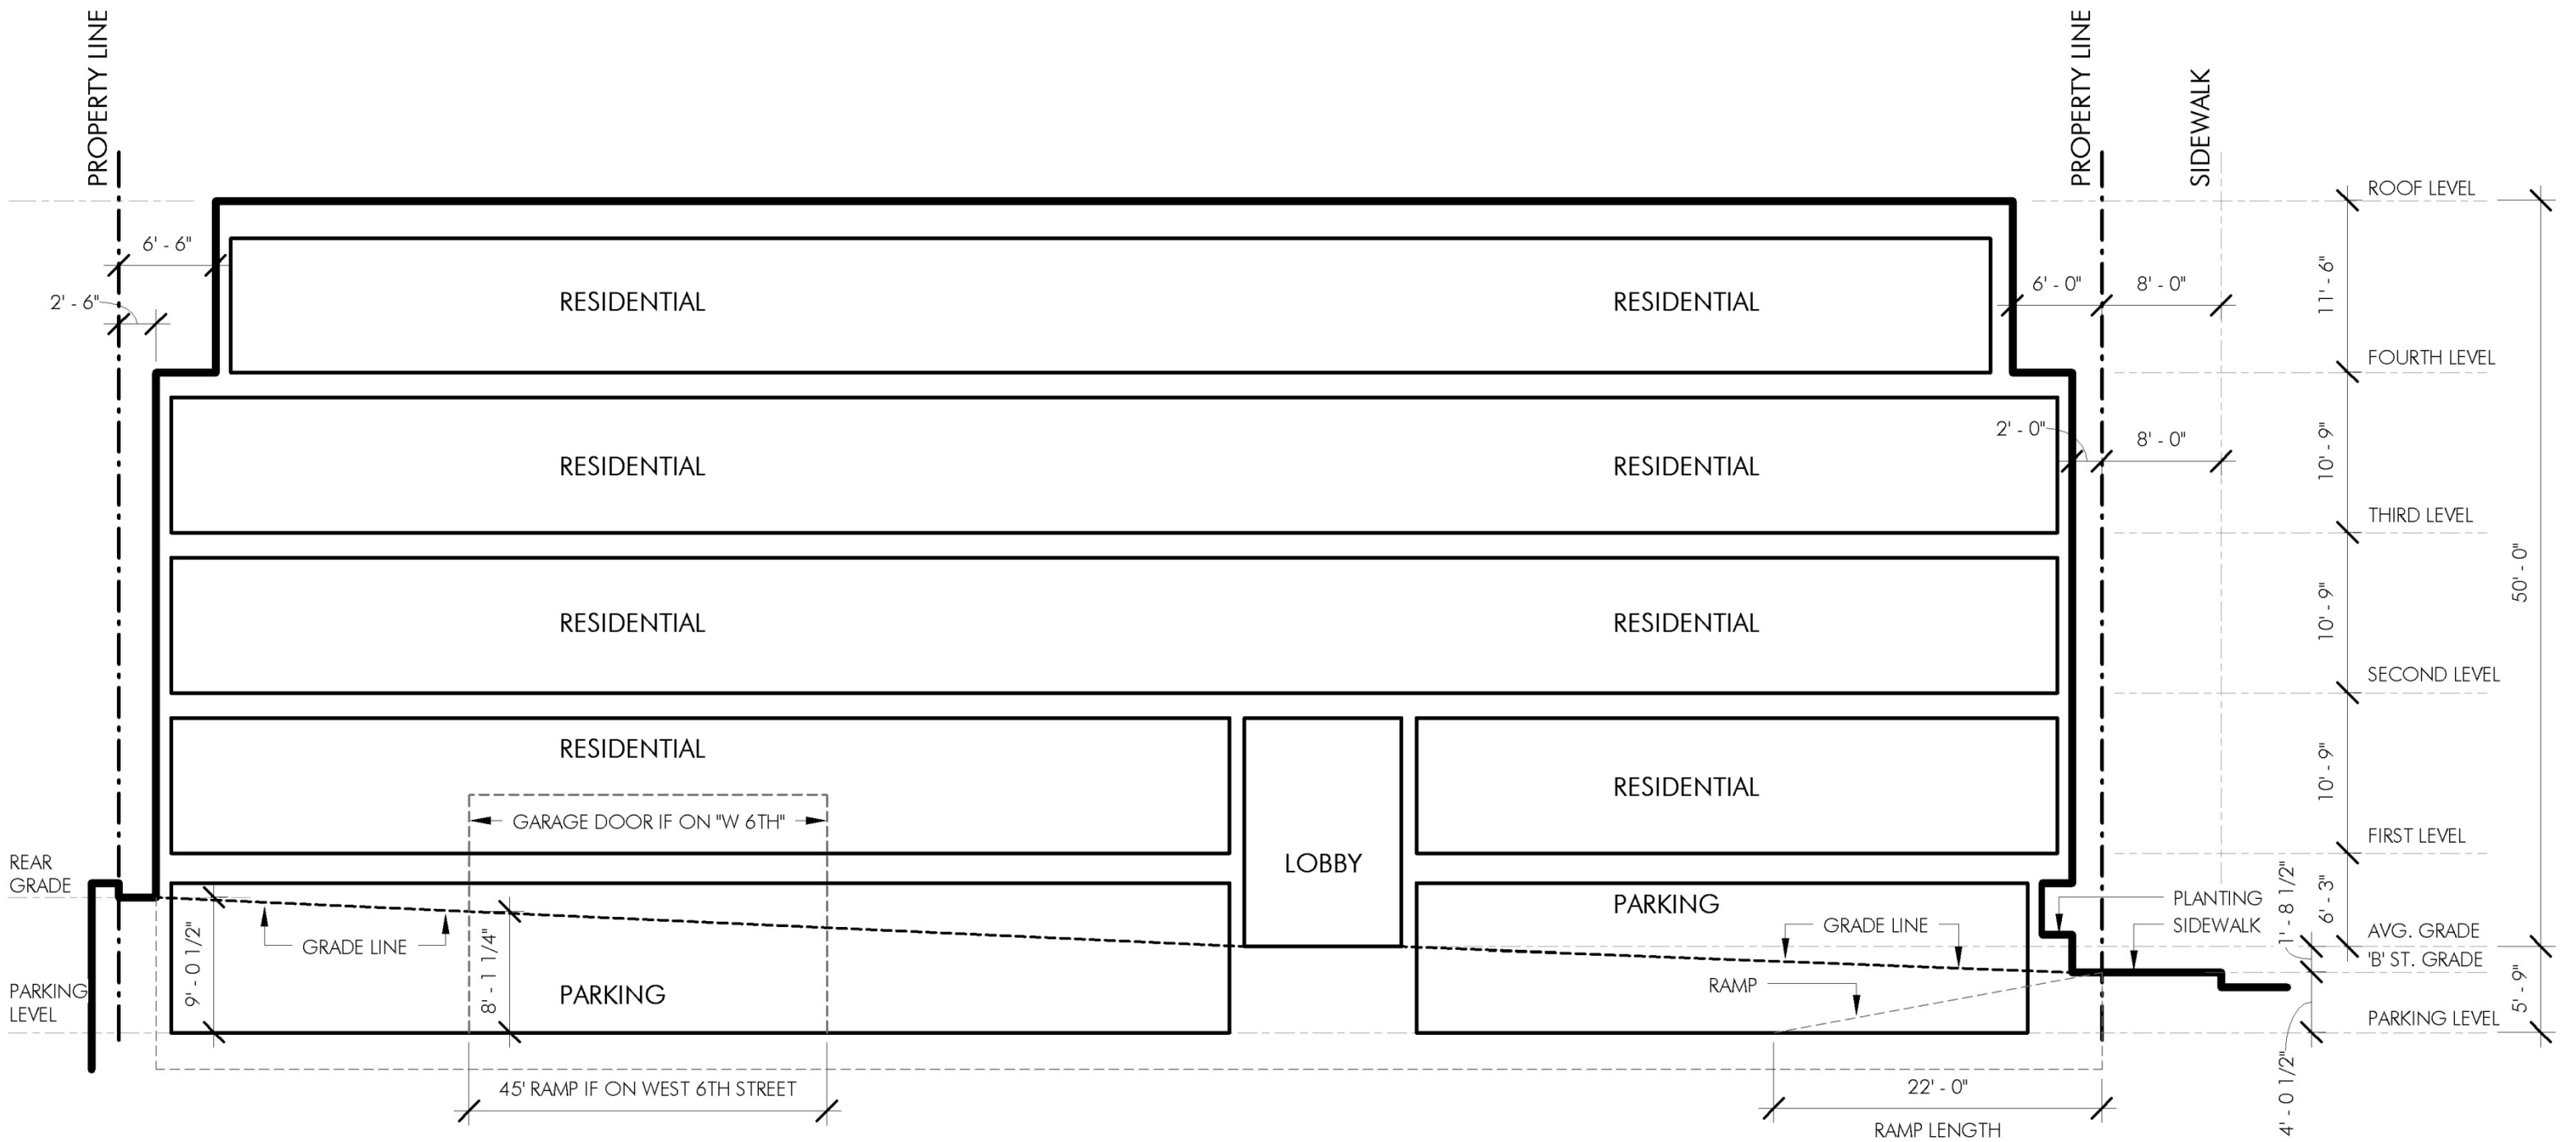 PROPERTY LINE
PROPERTY LINE
SIDEWALK
ROOF LEVEL
6' - 6"
2' - 6"
RESIDENTIAL
RESIDENTIAL
6' - 0"
8' - 0"
11' - 6"
FOURTH LEVEL
RESIDENTIAL
RESIDENTIAL
2' - 0"
8' - 0"
10' - 9"
THIRD LEVEL
RESIDENTIAL
RESIDENTIAL
10' - 9"
50' - 0"
SECOND LEVEL
RESIDENTIAL
RESIDENTIAL
10' - 9"
GARAGE DOOR IF ON "W 6TH"
LOBBY
FIRST LEVEL
REAR
GRADE
9' - 0 1/2"
GRADE LINE
8' - 1 1/4"
PARKING
PARKING
GRADE LINE
RAMP
PLANTING
SIDEWALK
1' - 8 1/2"
6' - 3"
AVG. GRADE
'B' ST. GRADE
5' - 9"
PARKING
LEVEL
PARKING LEVEL
45' RAMP IF ON WEST 6TH STREET
22' - 0"
RAMP LENGTH
4' - 0 1/2"